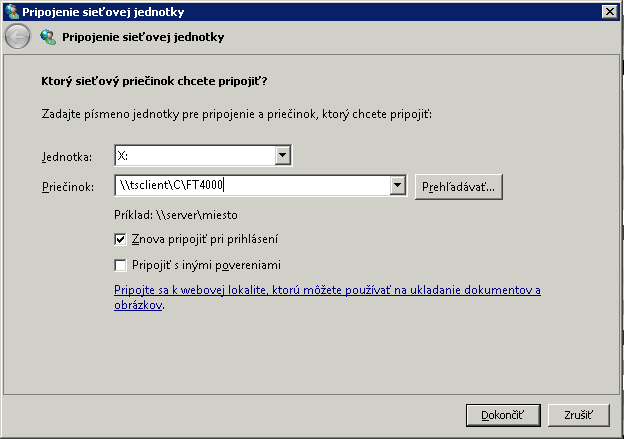 Pripojenie sieťovej jednotky
Pripojenie sieťovej jednotky
Ktorý sieťový priečinok chcete pripojiť?
Zadajte písmeno jednotky pre pripojenie a priečinok, ktorý chcete pripojiť:
Jednotka: X:
Priečinok: \\tsclient\C\FT4000 Prehľadávať...
Príklad: \\server\miesto
Znova pripojiť pri prihlásení
Pripojiť s inými povereniami
Pripojte sa k webovej lokalite, ktorú môžete používať na ukladanie dokumentov a
obrázkov.
Dokončiť Zrušiť